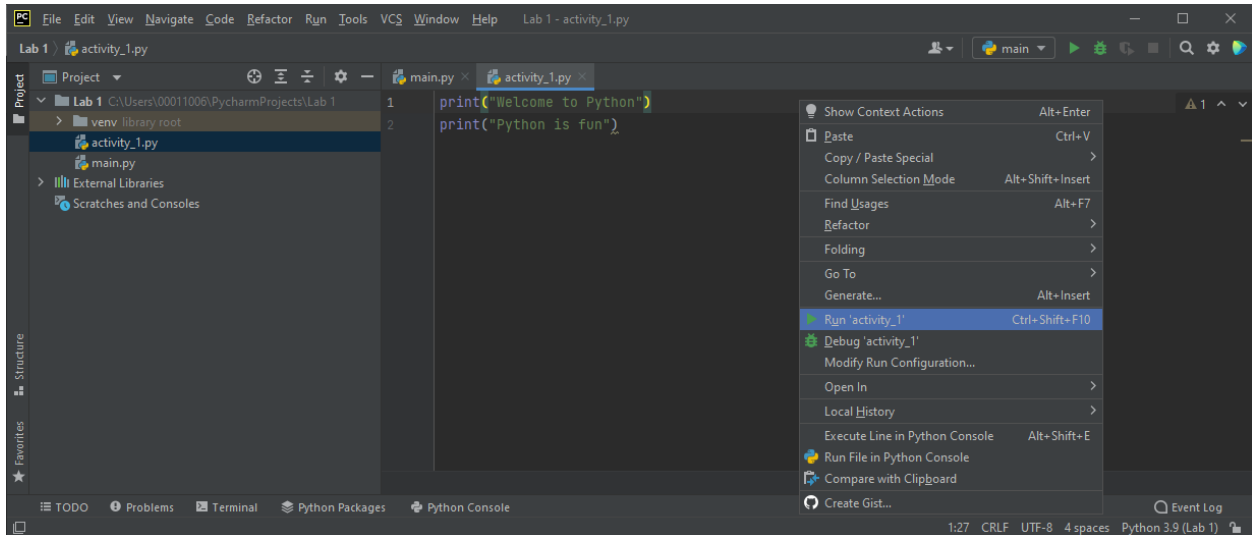 PC File Edit View Navigate Code Refactor Run Tools VCS Window Help Lab 1 - activity_1.py
Lab 1 activity_1.py main
Project
Project
main.py activity_1.py
Lab 1 C:\Users\00011006\PycharmProjects\Lab 1
venv library root
activity_1.py
main.py
External Libraries
Scratches and Consoles
1 print("Welcome to Python")
2 print("Python is fun")
1
Show Context Actions Alt+Enter
Paste Ctrl+V
Copy / Paste Special
Column Selection Mode Alt+Shift+Insert
Find Usages Alt+F7
Refactor
Folding
Go To
Generate... Alt+Insert
Run 'activity_1' Ctrl+Shift+F10
Debug 'activity_1'
Modify Run Configuration...
Open In
Local History
Execute Line in Python Console Alt+Shift+E
Run File in Python Console
Compare with Clipboard
Create Gist...
Structure
Favorites
TODO Problems Terminal Python Packages Python Console Event Log
1:27 CRLF UTF-8 4 spaces Python 3.9 (Lab 1)